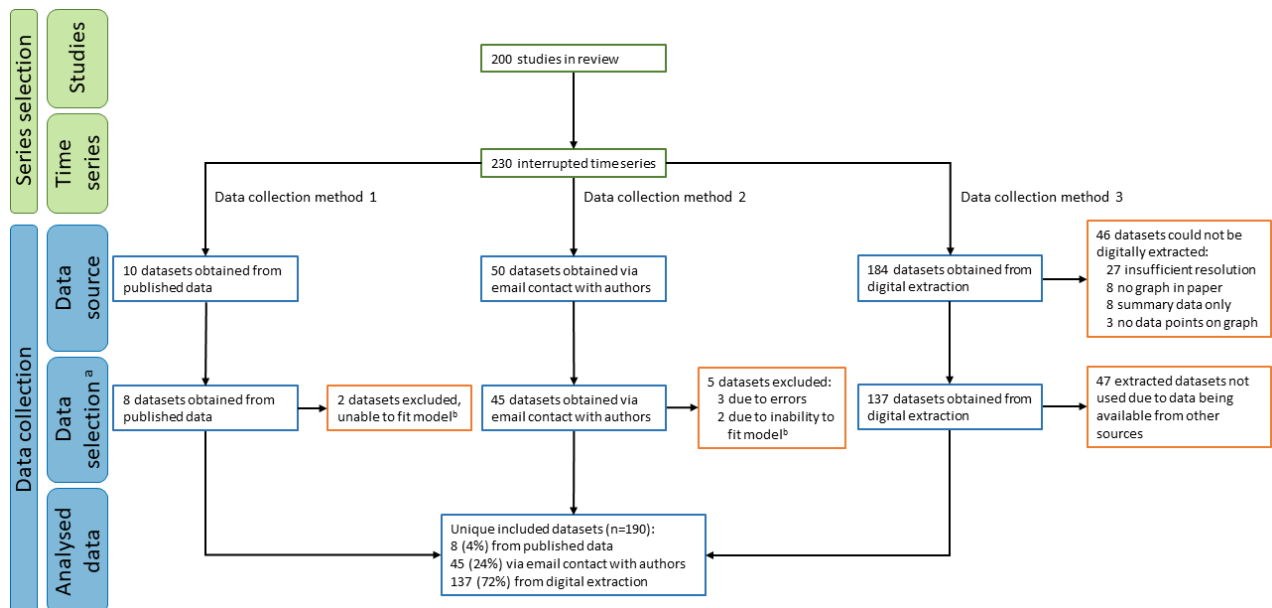 Series selection
Studies
200 studies in review
Time
series
230 interrupted time series
Data collection method 1
Data collection method 2
Data collection method 3
Data collection
Data
source
10 datasets obtained from
published data
50 datasets obtained via
email contact with authors
184 datasets obtained from
digital extraction
46 datasets could not be
digitally extracted:
27 insufficient resolution
8 no graph in paper
8 summary data only
3 no data points on graph
Data
selection a
8 datasets obtained from
published data
2 datasets excluded,
unable to fit modelᵇ
45 datasets obtained via
email contact with authors
5 datasets excluded:
3 due to errors
2 due to inability to
fit modelᵇ
137 datasets obtained from
digital extraction
47 extracted datasets not
used due to data being
available from other
sources
Analysed
data
Unique included datasets (n=190):
8 (4%) from published data
45 (24%) via email contact with authors
137 (72%) from digital extraction